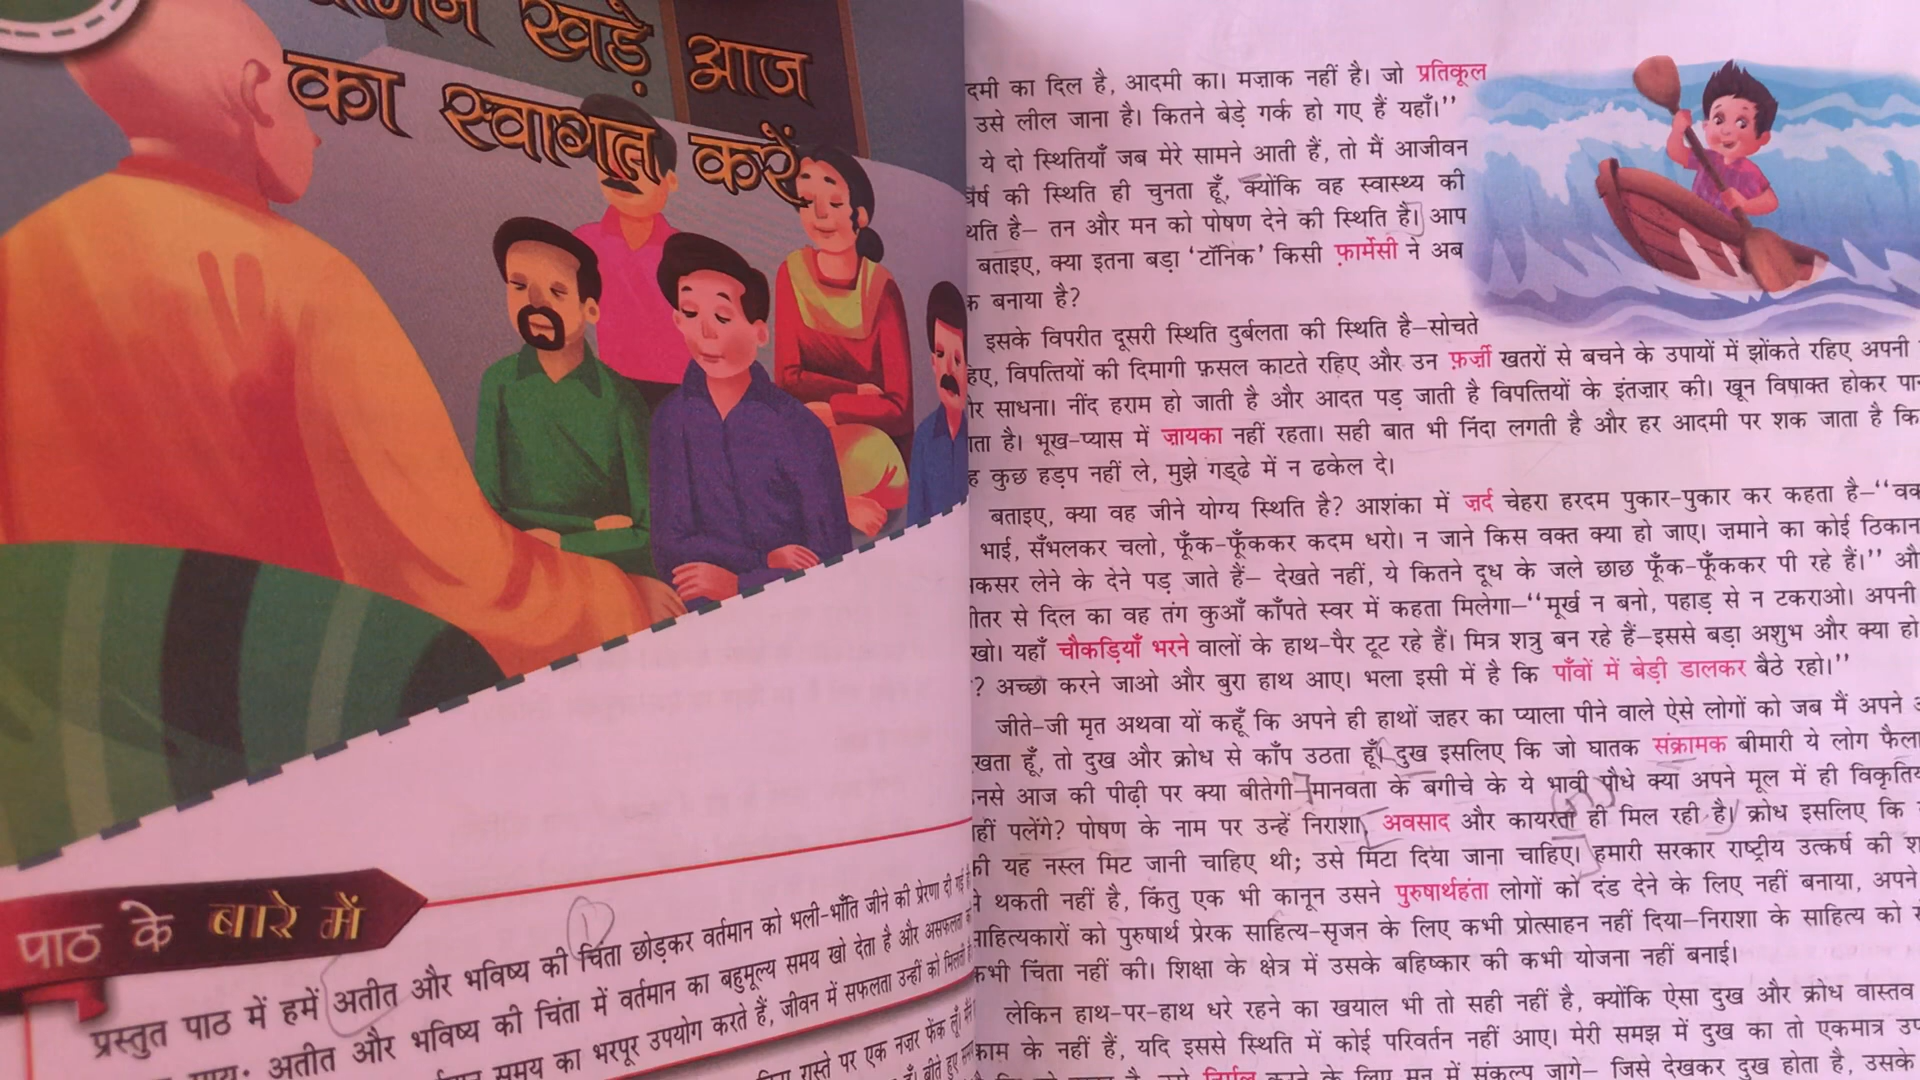 खड़े आज
का स्वागत करें
पाठ के बारे में
प्रस्तुत पाठ में हमें अतीत और भविष्य की चिंता छोड़कर वर्तमान को भली-भाँति जीने की प्रेरणा दी गई है
अतीत और भविष्य की चिंता में वर्तमान का बहुमूल्य समय खो देता है और असफलता
समय का भरपूर उपयोग करते हैं, जीवन में सफलता उन्हीं को मिलती है
रास्ते पर एक नज़र फेंक लूँ।
दमी का दिल है, आदमी का। मज़ाक नहीं है। जो प्रतिकूल
उसे लील जाना है। कितने बेड़े गर्क हो गए हैं यहाँ।’’
ये दो स्थितियाँ जब मेरे सामने आती हैं, तो मैं आजीवन
की स्थिति ही चुनता हूँ, क्योंकि वह स्वास्थ्य की
थति है– तन और मन को पोषण देने की स्थिति है। आप
बताइए, क्या इतना बड़ा ‘टॉनिक’ किसी फ़ार्मेसी ने अब
क बनाया है?
इसके विपरीत दूसरी स्थिति दुर्बलता की स्थिति है–सोचते
हिए, विपत्तियों की दिमागी फ़सल काटते रहिए और उन फ़र्ज़ी खतरों से बचने के उपायों में झोंकते रहिए अपनी
साधना। नींद हराम हो जाती है और आदत पड़ जाती है विपत्तियों के इंतज़ार की। खून विषाक्त होकर
ता है। भूख-प्यास में ज़ायका नहीं रहता। सही बात भी निंदा लगती है और हर आदमी पर शक जाता है कि
ह कुछ हड़प नहीं ले, मुझे गड्ढे में न ढकेल दे।
बताइए, क्या वह जीने योग्य स्थिति है? आशंका में ज़र्द चेहरा हरदम पुकार-पुकार कर कहता है–‘‘वक
भाई, सँभलकर चलो, फूँक-फूँककर कदम धरो। न जाने किस वक्त क्या हो जाए। ज़माने का कोई ठिकान
कसर लेने के देने पड़ जाते हैं– देखते नहीं, ये कितने दूध के जले छाछ फूँक-फूँककर पी रहे हैं।’’ औ
ीतर से दिल का वह तंग कुआँ काँपते स्वर में कहता मिलेगा–‘‘मूर्ख न बनो, पहाड़ से न टकराओ। अपनी
खो। यहाँ चौकड़ियाँ भरने वालों के हाथ-पैर टूट रहे हैं। मित्र शत्रु बन रहे हैं–इससे बड़ा अशुभ और क्या हो
? अच्छा करने जाओ और बुरा हाथ आए। भला इसी में है कि पाँवों में बेड़ी डालकर बैठे रहो।’’
जीते-जी मृत अथवा यों कहूँ कि अपने ही हाथों ज़हर का प्याला पीने वाले ऐसे लोगों को जब मैं अपने
खता हूँ, तो दुख और क्रोध से काँप उठता हूँ। दुख इसलिए कि जो घातक संक्रामक बीमारी ये लोग फैला
नसे आज की पीढ़ी पर क्या बीतेगी–मानवता के बगीचे के ये भावी पौधे क्या अपने मूल में ही विकृतिय
हीं पलेंगे? पोषण के नाम पर उन्हें निराशा, अवसाद और कायरता ही मिल रही है। क्रोध इसलिए कि
की यह नस्ल मिट जानी चाहिए थी; उसे मिटा दिया जाना चाहिए। हमारी सरकार राष्ट्रीय उत्कर्ष की
थकती नहीं है, किंतु एक भी कानून उसने पुरुषार्थहंता लोगों को दंड देने के लिए नहीं बनाया, अपने
ाहित्यकारों को पुरुषार्थ प्रेरक साहित्य-सृजन के लिए कभी प्रोत्साहन नहीं दिया–निराशा के साहित्य को
कभी चिंता नहीं की। शिक्षा के क्षेत्र में उसके बहिष्कार की कभी योजना नहीं बनाई।
लेकिन हाथ-पर-हाथ धरे रहने का खयाल भी तो सही नहीं है, क्योंकि ऐसा दुख और क्रोध वास्तव
काम के नहीं हैं, यदि इससे स्थिति में कोई परिवर्तन नहीं आए। मेरी समझ में दुख का तो एकमात्र
निर्मूल करने के लिए मन में संकल्प जागे– जिसे देखकर दुख होता है, उसके